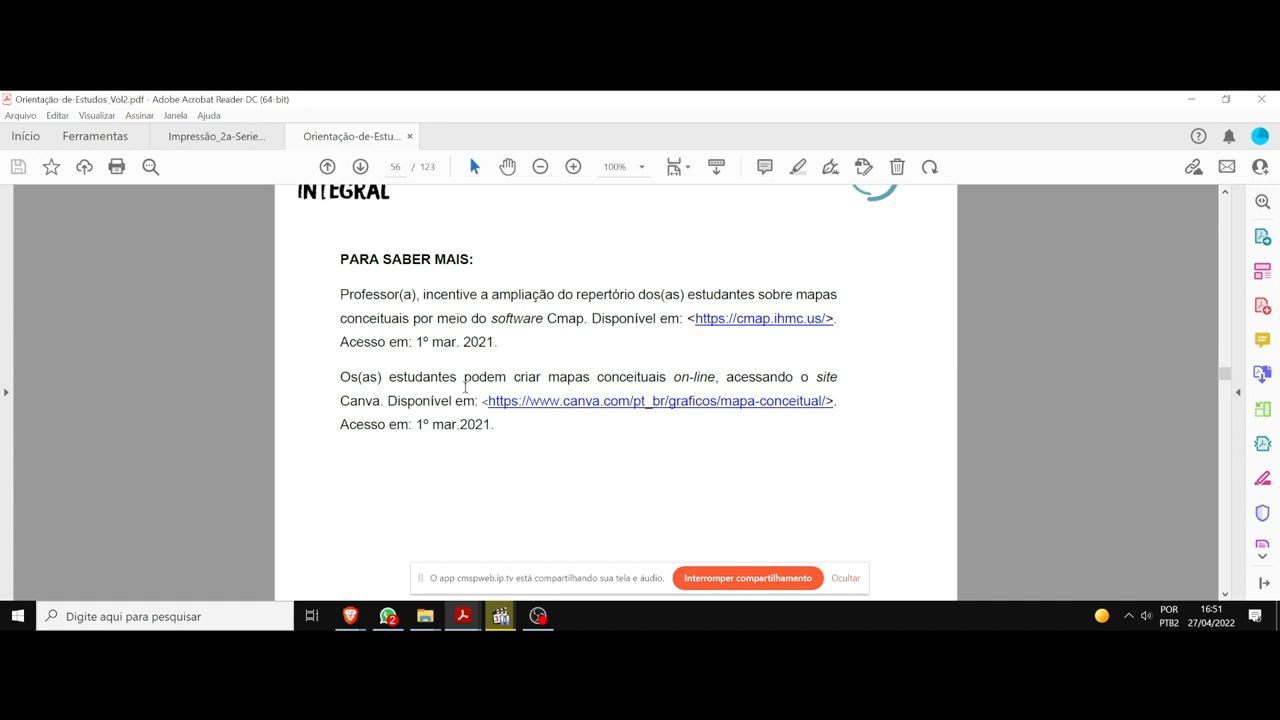 Orientação-de-Estudos_Vol2.pdf - Adobe Acrobat Reader DC (64-bit)
Arquivo Editar Visualizar Assinar Janela Ajuda
Início Ferramentas Impressão_2a-Serie... Orientação-de-Estu... ×
56 / 123 100%
INTEGRAL
PARA SABER MAIS:
Professor(a), incentive a ampliação do repertório dos(as) estudantes sobre mapas
conceituais por meio do software Cmap. Disponível em: <https://cmap.ihmc.us/>.
Acesso em: 1º mar. 2021.
Os(as) estudantes podem criar mapas conceituais on-line, acessando o site
Canva. Disponível em: <https://www.canva.com/pt_br/graficos/mapa-conceitual/>.
Acesso em: 1º mar.2021.
O app cmspweb.ip.tv está compartilhando sua tela e áudio. Interromper compartilhamento Ocultar
Digite aqui para pesquisar
2
POR 16:51
PTB2 27/04/2022